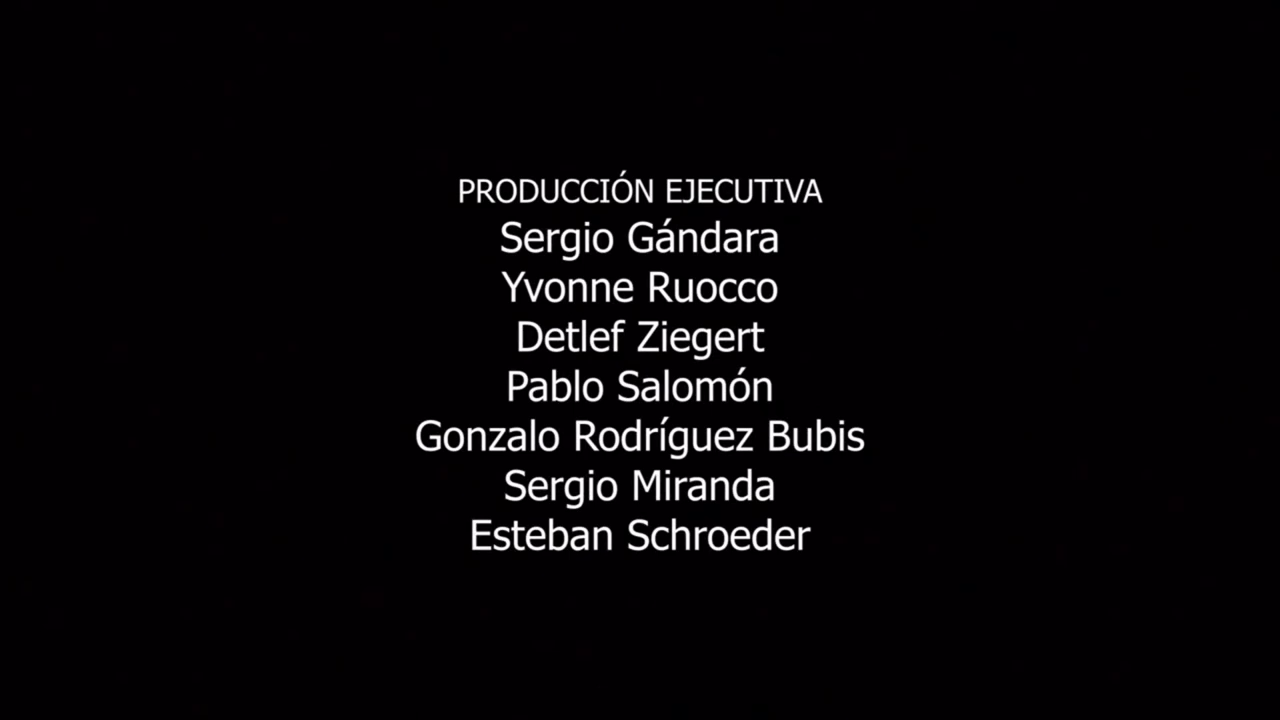 PRODUCCIÓN EJECUTIVA
Sergio Gándara
Yvonne Ruocco
Detlef Ziegert
Pablo Salomón
Gonzalo Rodríguez Bubis
Sergio Miranda
Esteban Schroeder